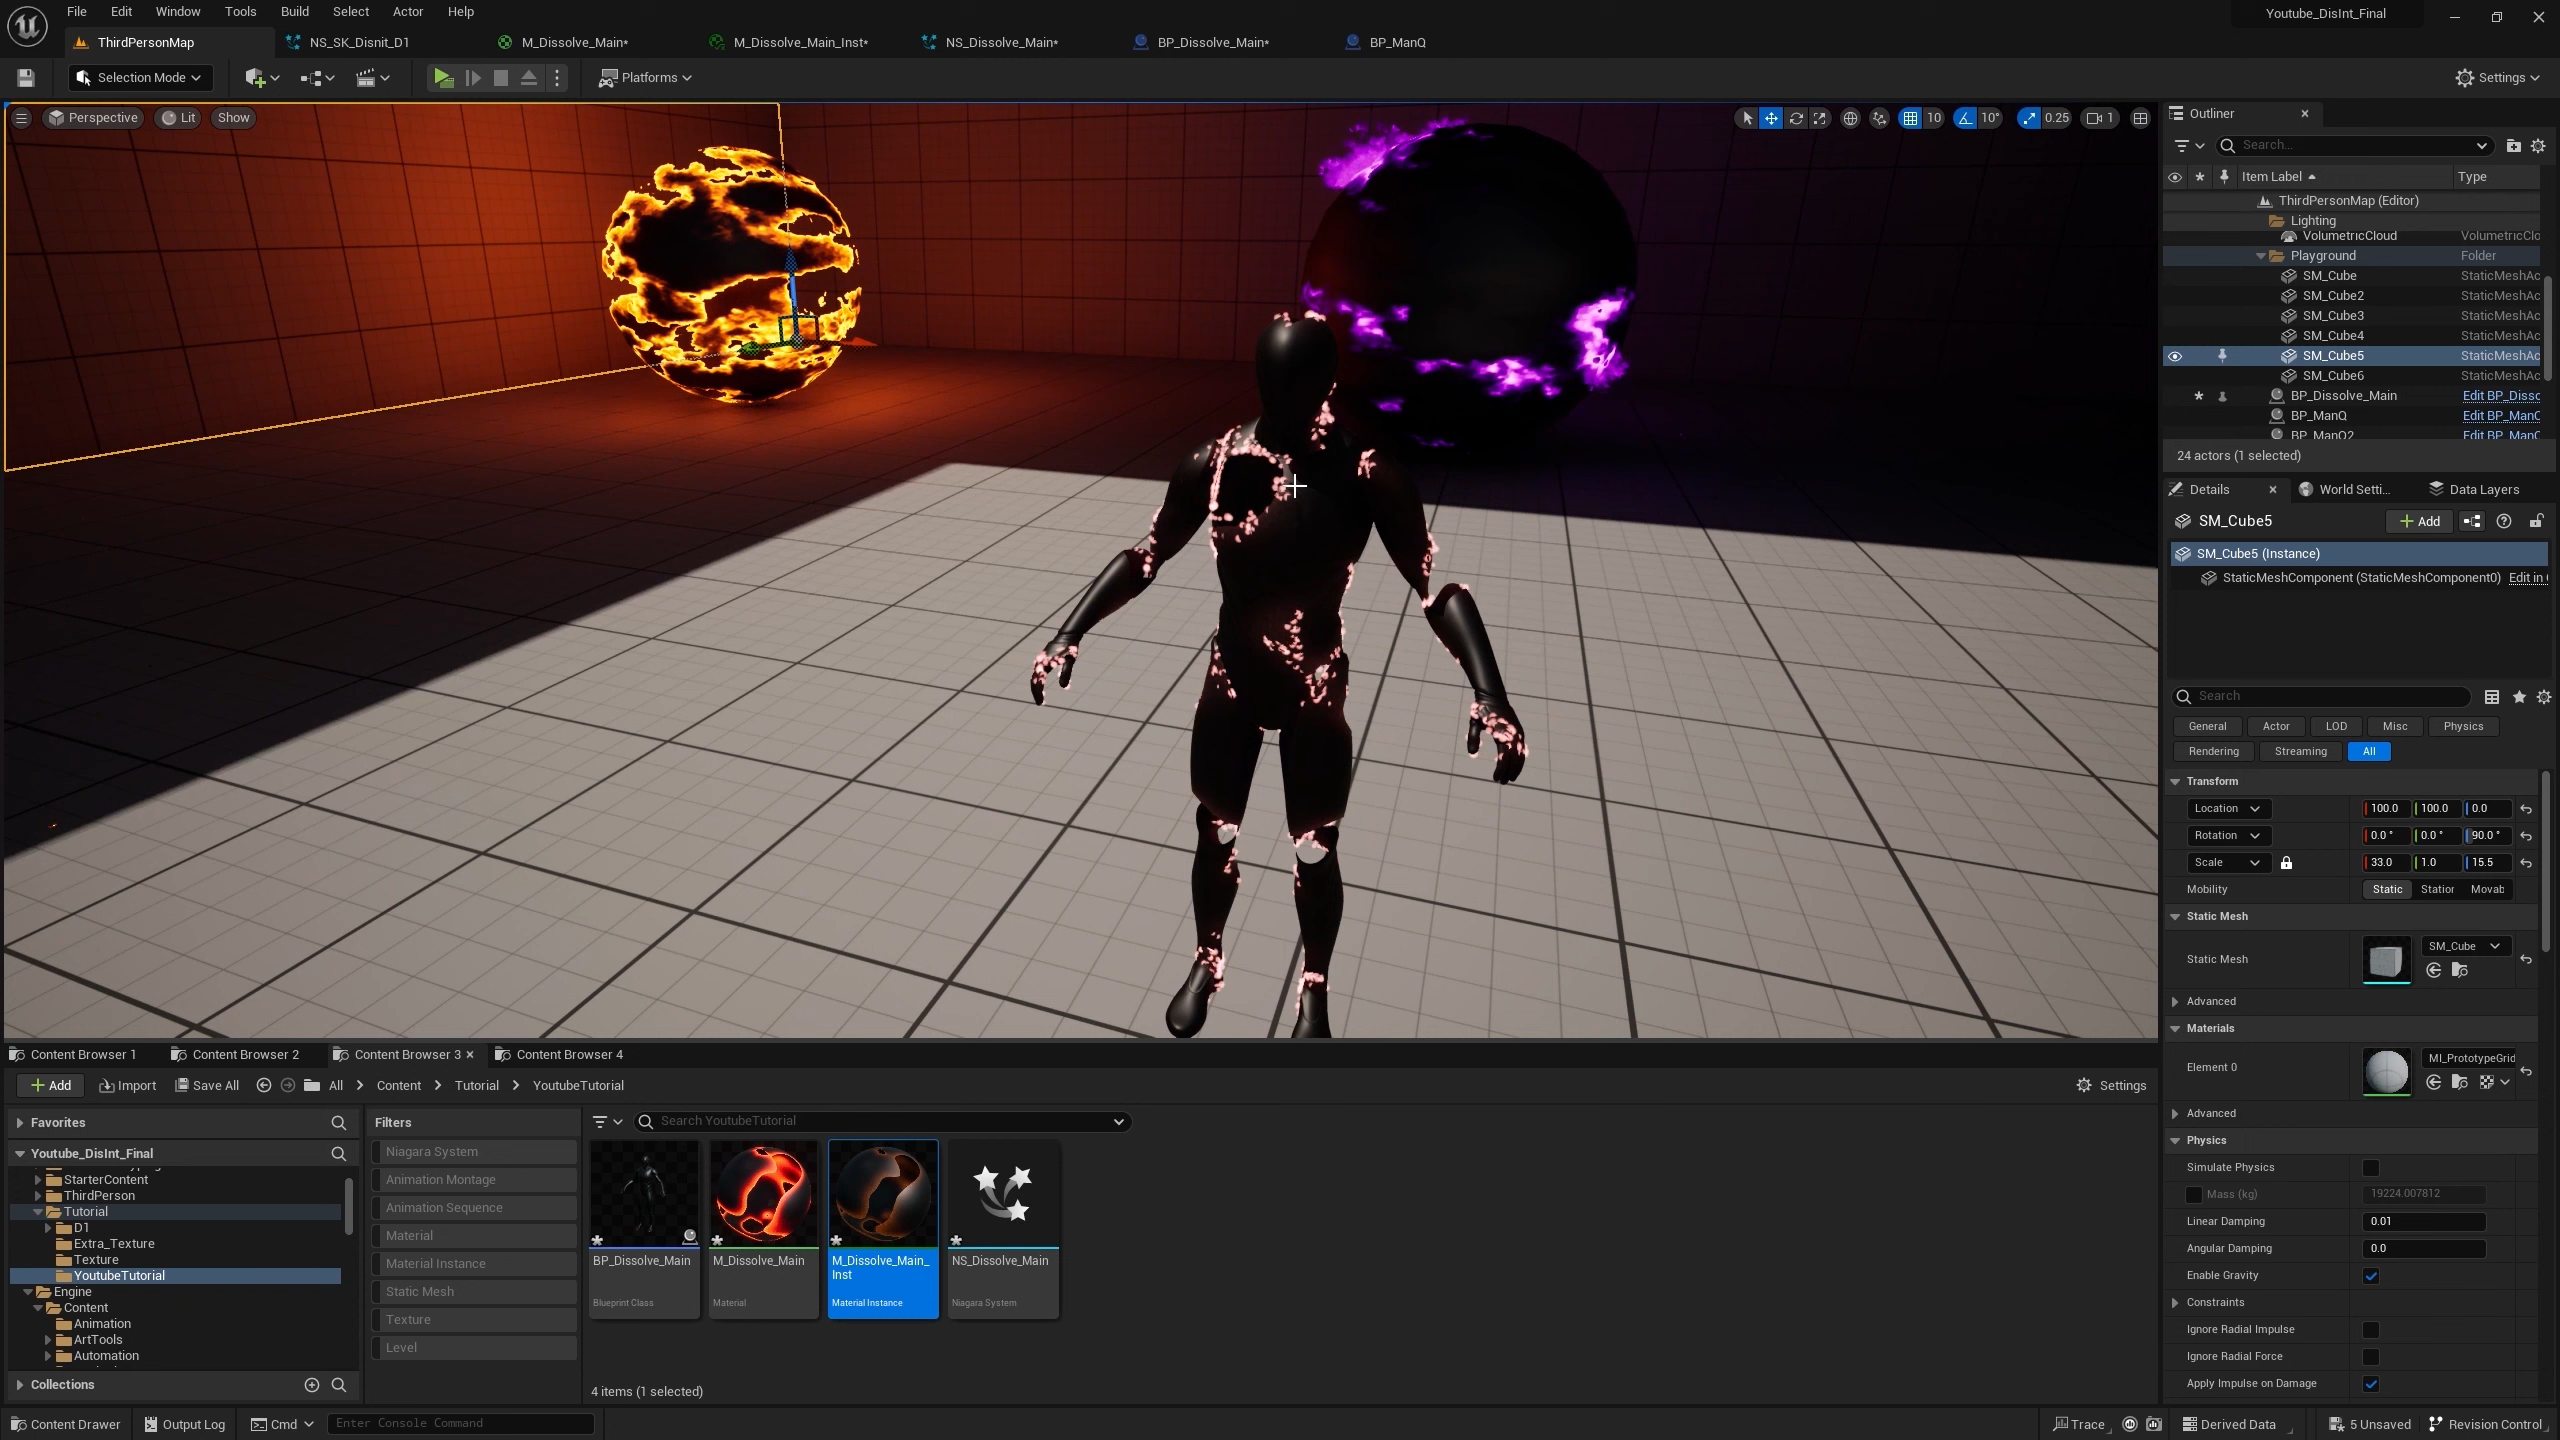 File Edit Window Tools Build Select Actor Help
Youtube_DisInt_Final
ThirdPersonMap NS_SK_Disnit_D1 M_Dissolve_Main* M_Dissolve_Main_Inst* NS_Dissolve_Main* BP_Dissolve_Main* BP_ManQ
Selection Mode Platforms Settings
Perspective Lit Show 10 10° 0.25 1
Outliner
Search...
Item Label Type
ThirdPersonMap (Editor)
Lighting
VolumetricCloud VolumetricClo
Playground Folder
SM_Cube StaticMeshAc
SM_Cube2 StaticMeshAc
SM_Cube3 StaticMeshAc
SM_Cube4 StaticMeshAc
SM_Cube5 StaticMeshAc
SM_Cube6 StaticMeshAc
BP_Dissolve_Main Edit BP_Disso
BP_ManQ Edit BP_ManQ
BP_ManQ2 Edit BP_ManQ
24 actors (1 selected)
Details World Setti... Data Layers
SM_Cube5 Add
SM_Cube5 (Instance)
StaticMeshComponent (StaticMeshComponent0) Edit in
Search
General Actor LOD Misc Physics
Rendering Streaming All
Transform
Location 100.0 100.0 0.0
Rotation 0.0 ° 0.0 ° 90.0 °
Scale 33.0 1.0 15.5
Mobility Static Station Movab
Static Mesh
SM_Cube
Static Mesh
Advanced
Materials
MI_PrototypeGrid
Element 0
Advanced
Physics
Simulate Physics
Mass (kg) 19224.007812
Linear Damping 0.01
Angular Damping 0.0
Enable Gravity
Constraints
Ignore Radial Impulse
Ignore Radial Force
Apply Impulse on Damage
Content Browser 1 Content Browser 2 Content Browser 3 Content Browser 4
Add Import Save All All > Content > Tutorial > YoutubeTutorial Settings
Favorites
Youtube_DisInt_Final
StarterContent
ThirdPerson
Tutorial
D1
Extra_Texture
Texture
YoutubeTutorial
Engine
Content
Animation
ArtTools
Automation
Collections
Filters
Niagara System
Animation Montage
Animation Sequence
Material
Material Instance
Static Mesh
Texture
Level
Search YoutubeTutorial
BP_Dissolve_Main
Blueprint Class
M_Dissolve_Main
Material
M_Dissolve_Main_
Inst
Material Instance
NS_Dissolve_Main
Niagara System
4 items (1 selected)
Content Drawer Output Log Cmd Enter Console Command Trace Derived Data 5 Unsaved Revision Control